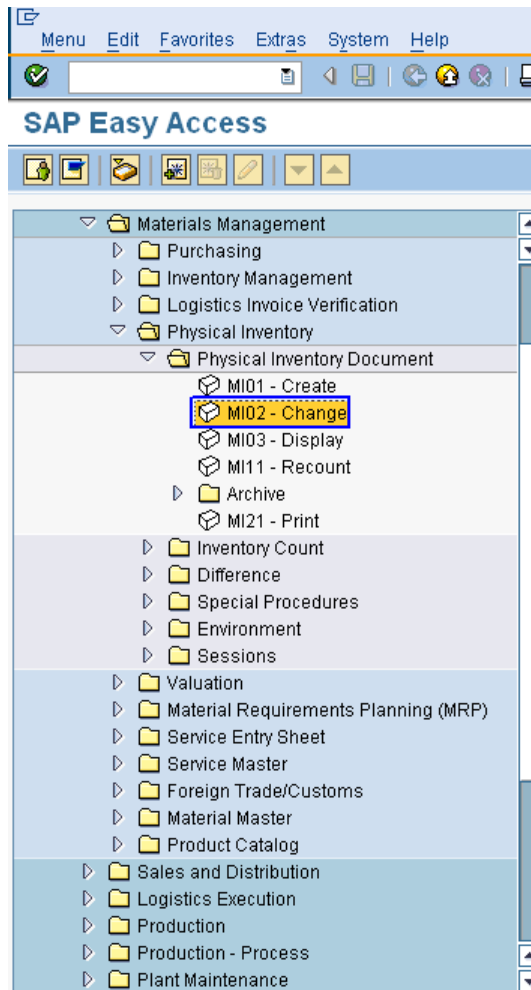 Menu Edit Favorites Extras System Help
SAP Easy Access
Materials Management
Purchasing
Inventory Management
Logistics Invoice Verification
Physical Inventory
Physical Inventory Document
MI01 - Create
MI02 - Change
MI03 - Display
MI11 - Recount
Archive
MI21 - Print
Inventory Count
Difference
Special Procedures
Environment
Sessions
Valuation
Material Requirements Planning (MRP)
Service Entry Sheet
Service Master
Foreign Trade/Customs
Material Master
Product Catalog
Sales and Distribution
Logistics Execution
Production
Production - Process
Plant Maintenance